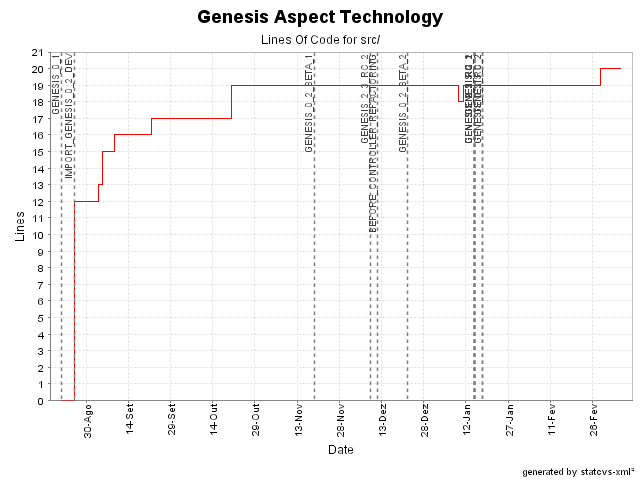 Genesis Aspect Technology
Lines Of Code for src/
Lines
21
20
19
18
17
16
15
14
13
12
11
10
9
8
7
6
5
4
3
2
1
0
GENESIS_0_1
IMPORT_GENESIS_0_2_DEV
GENESIS_0_2_BETA_1
BEFORE_CONTROLLER_REFACTORING
GENESIS_0_2_BETA_2
30-Ago
14-Set
29-Set
14-Out
29-Out
13-Nov
28-Nov
13-Dez
28-Dez
12-Jan
27-Jan
11-Fev
26-Fev
Date
generated by statcvs-xml²